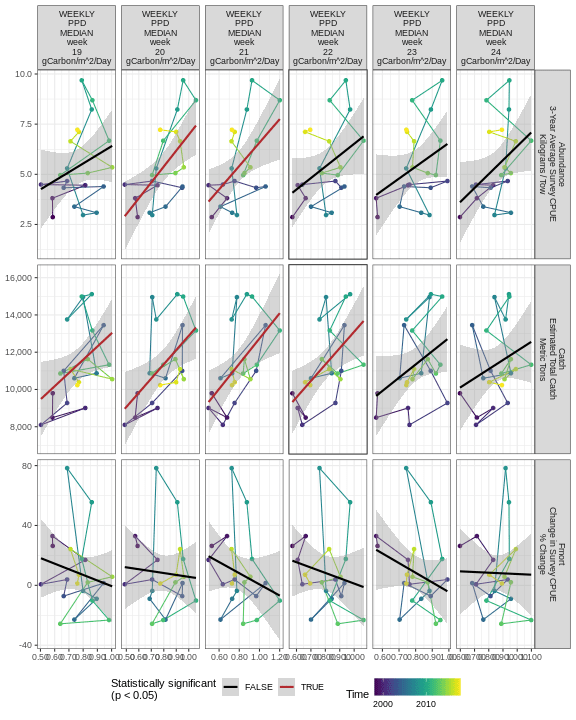 WEEKLY PPD MEDIAN week 19 gCarbon/m^2/Day
WEEKLY PPD MEDIAN week 20 gCarbon/m^2/Day
WEEKLY PPD MEDIAN week 21 gCarbon/m^2/Day
WEEKLY PPD MEDIAN week 22 gCarbon/m^2/Day
WEEKLY PPD MEDIAN week 23 gCarbon/m^2/Day
WEEKLY PPD MEDIAN week 24 gCarbon/m^2/Day
10.0
7.5
5.0
2.5
Abundance
3-Year Average Survey CPUE
Kilograms / Tow
16,000
14,000
12,000
10,000
8,000
Catch
Estimated Total Catch
Metric Tons
80
40
0
-40
Fmort
Change in Survey CPUE
% Change
0.60 0.80 1.00 1.20
Statistically significant
(p < 0.05)
FALSE
TRUE
Time
2000 2010